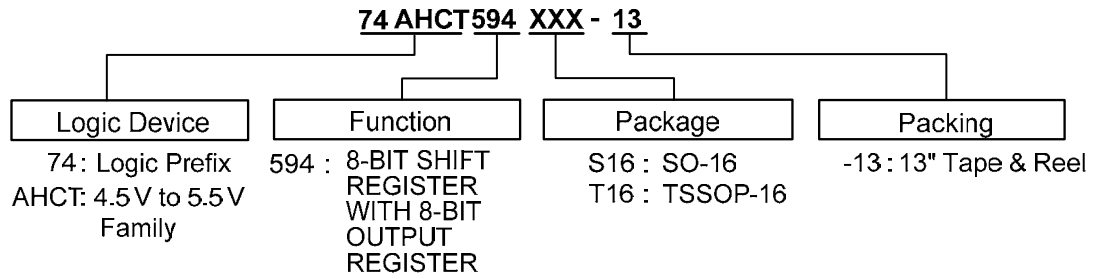 74 AHCT594 XXX - 13
Logic Device
74 : Logic Prefix
AHCT: 4.5 V to 5.5 V
Family
Function
594 : 8-BIT SHIFT
REGISTER
WITH 8-BIT
OUTPUT
REGISTER
Package
S16 : SO-16
T16 : TSSOP-16
Packing
-13 : 13" Tape & Reel